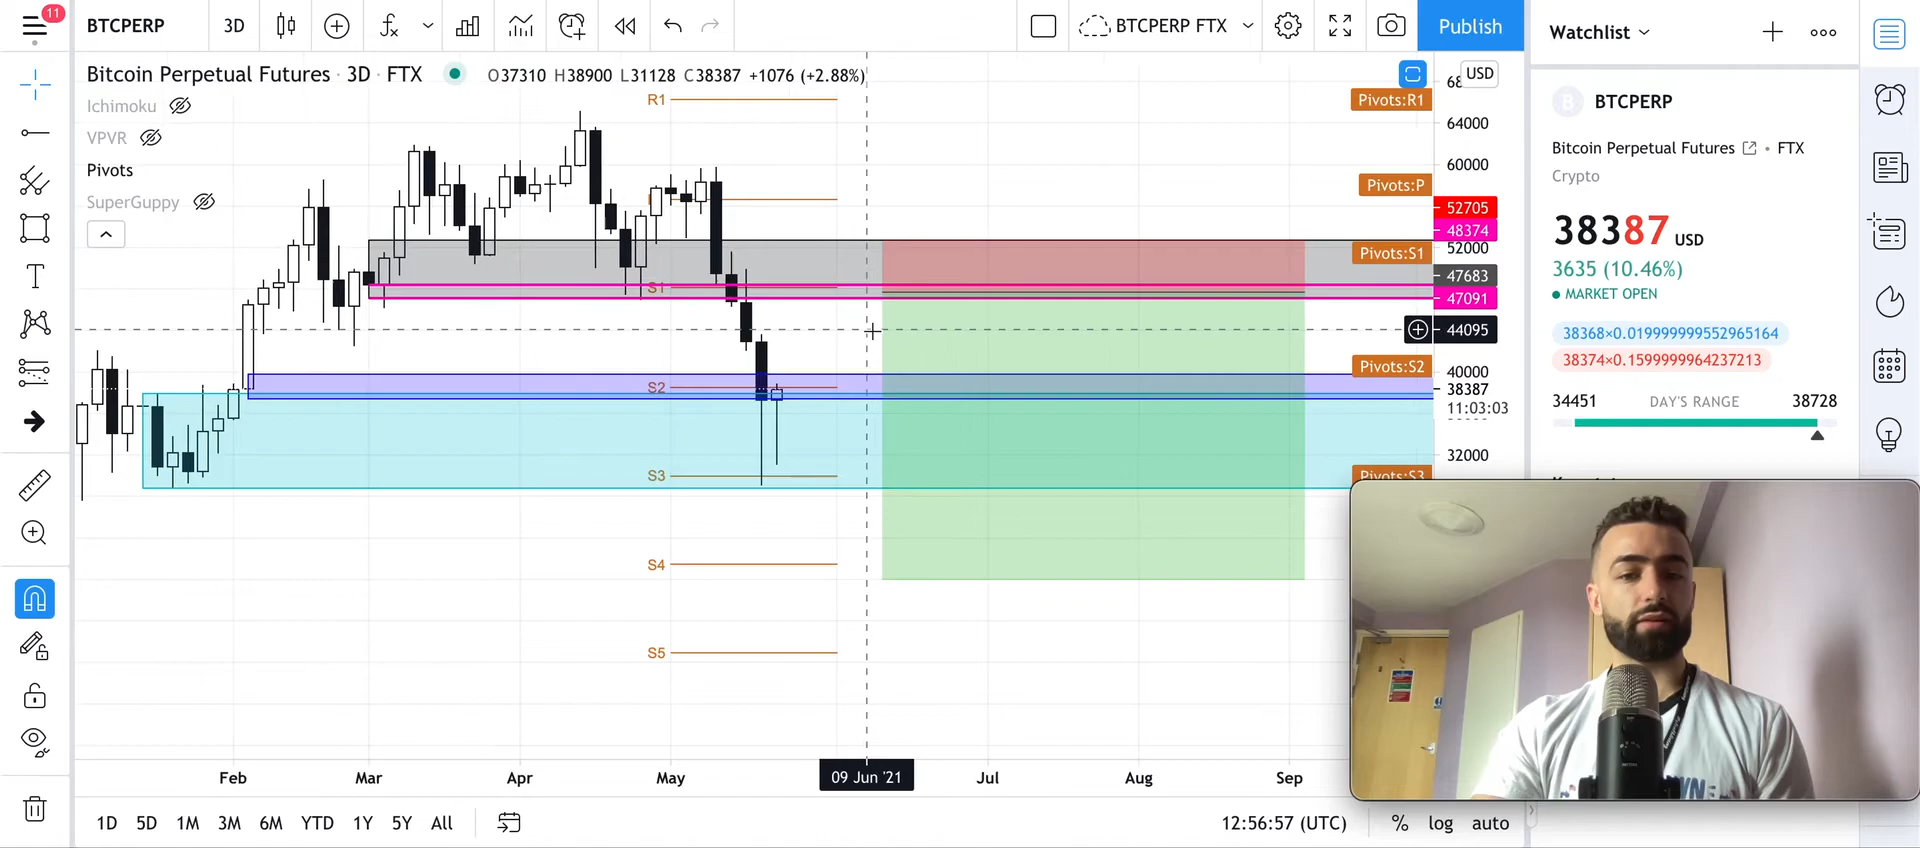 11
BTCPERP
3D
fx
BTCPERP FTX
Publish
Watchlist
Bitcoin Perpetual Futures · 3D · FTX
O37310 H38900 L31128 C38387 +1076 (+2.88%)
USD
Ichimoku
VPVR
Pivots
SuperGuppy
R1
S1
S2
S3
S4
S5
Pivots:R1
Pivots:P
Pivots:S1
Pivots:S2
Pivots:S3
64000
60000
52705
48374
52000
47683
47091
44095
40000
38387
11:03:03
32000
BTCPERP
Bitcoin Perpetual Futures • FTX
Crypto
38387 USD
3635 (10.46%)
MARKET OPEN
38368×0.019999999552965164
38374×0.1599999964237213
34451 DAY'S RANGE 38728
Feb
Mar
Apr
May
09 Jun '21
Jul
Aug
Sep
1D 5D 1M 3M 6M YTD 1Y 5Y All
12:56:57 (UTC)
% log auto